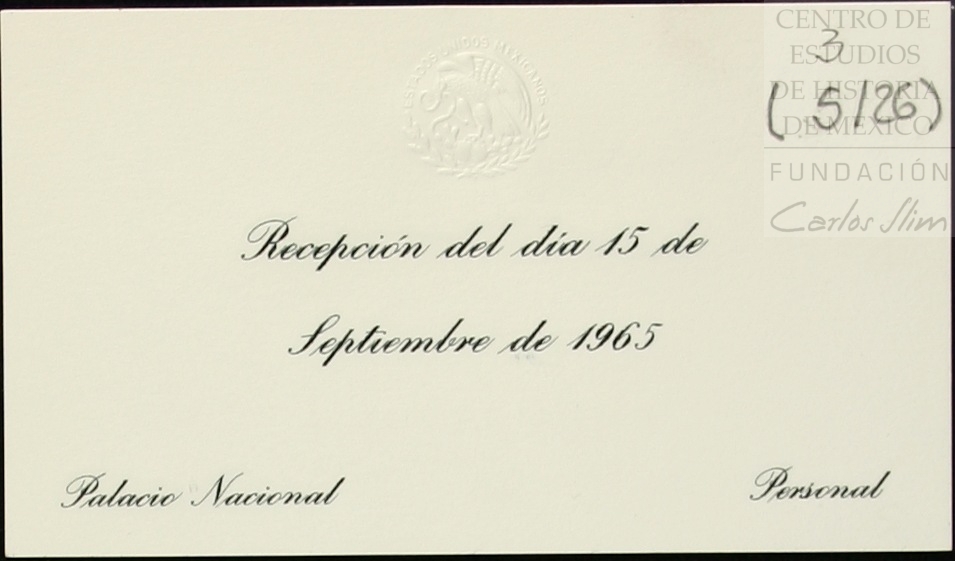 CENTRO DE
ESTUDIOS
DE HISTORIA
DE MEXICO
FUNDACIÓN
Carlos Slim
3
(5/26)
ESTADOS UNIDOS MEXICANOS
Recepción del día 15 de
Septiembre de 1965
Palacio Nacional
Personal